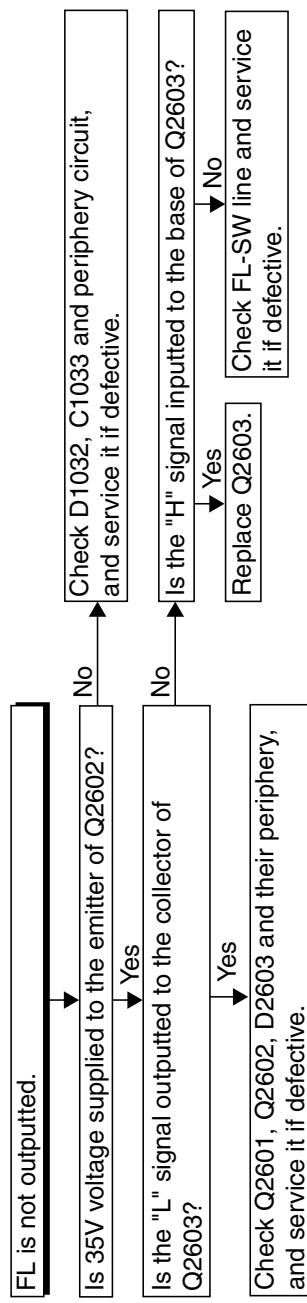 FL is not outputted.
Is 35V voltage supplied to the emitter of Q2602?
No
Check D1032, C1033 and periphery circuit,
and service it if defective.
Yes
Is the "L" signal outputted to the collector of
Q2603?
No
Is the "H" signal inputted to the base of Q2603?
Yes
Replace Q2603.
No
Check FL-SW line and service
it if defective.
Yes
Check Q2601, Q2602, D2603 and their periphery,
and service it if defective.